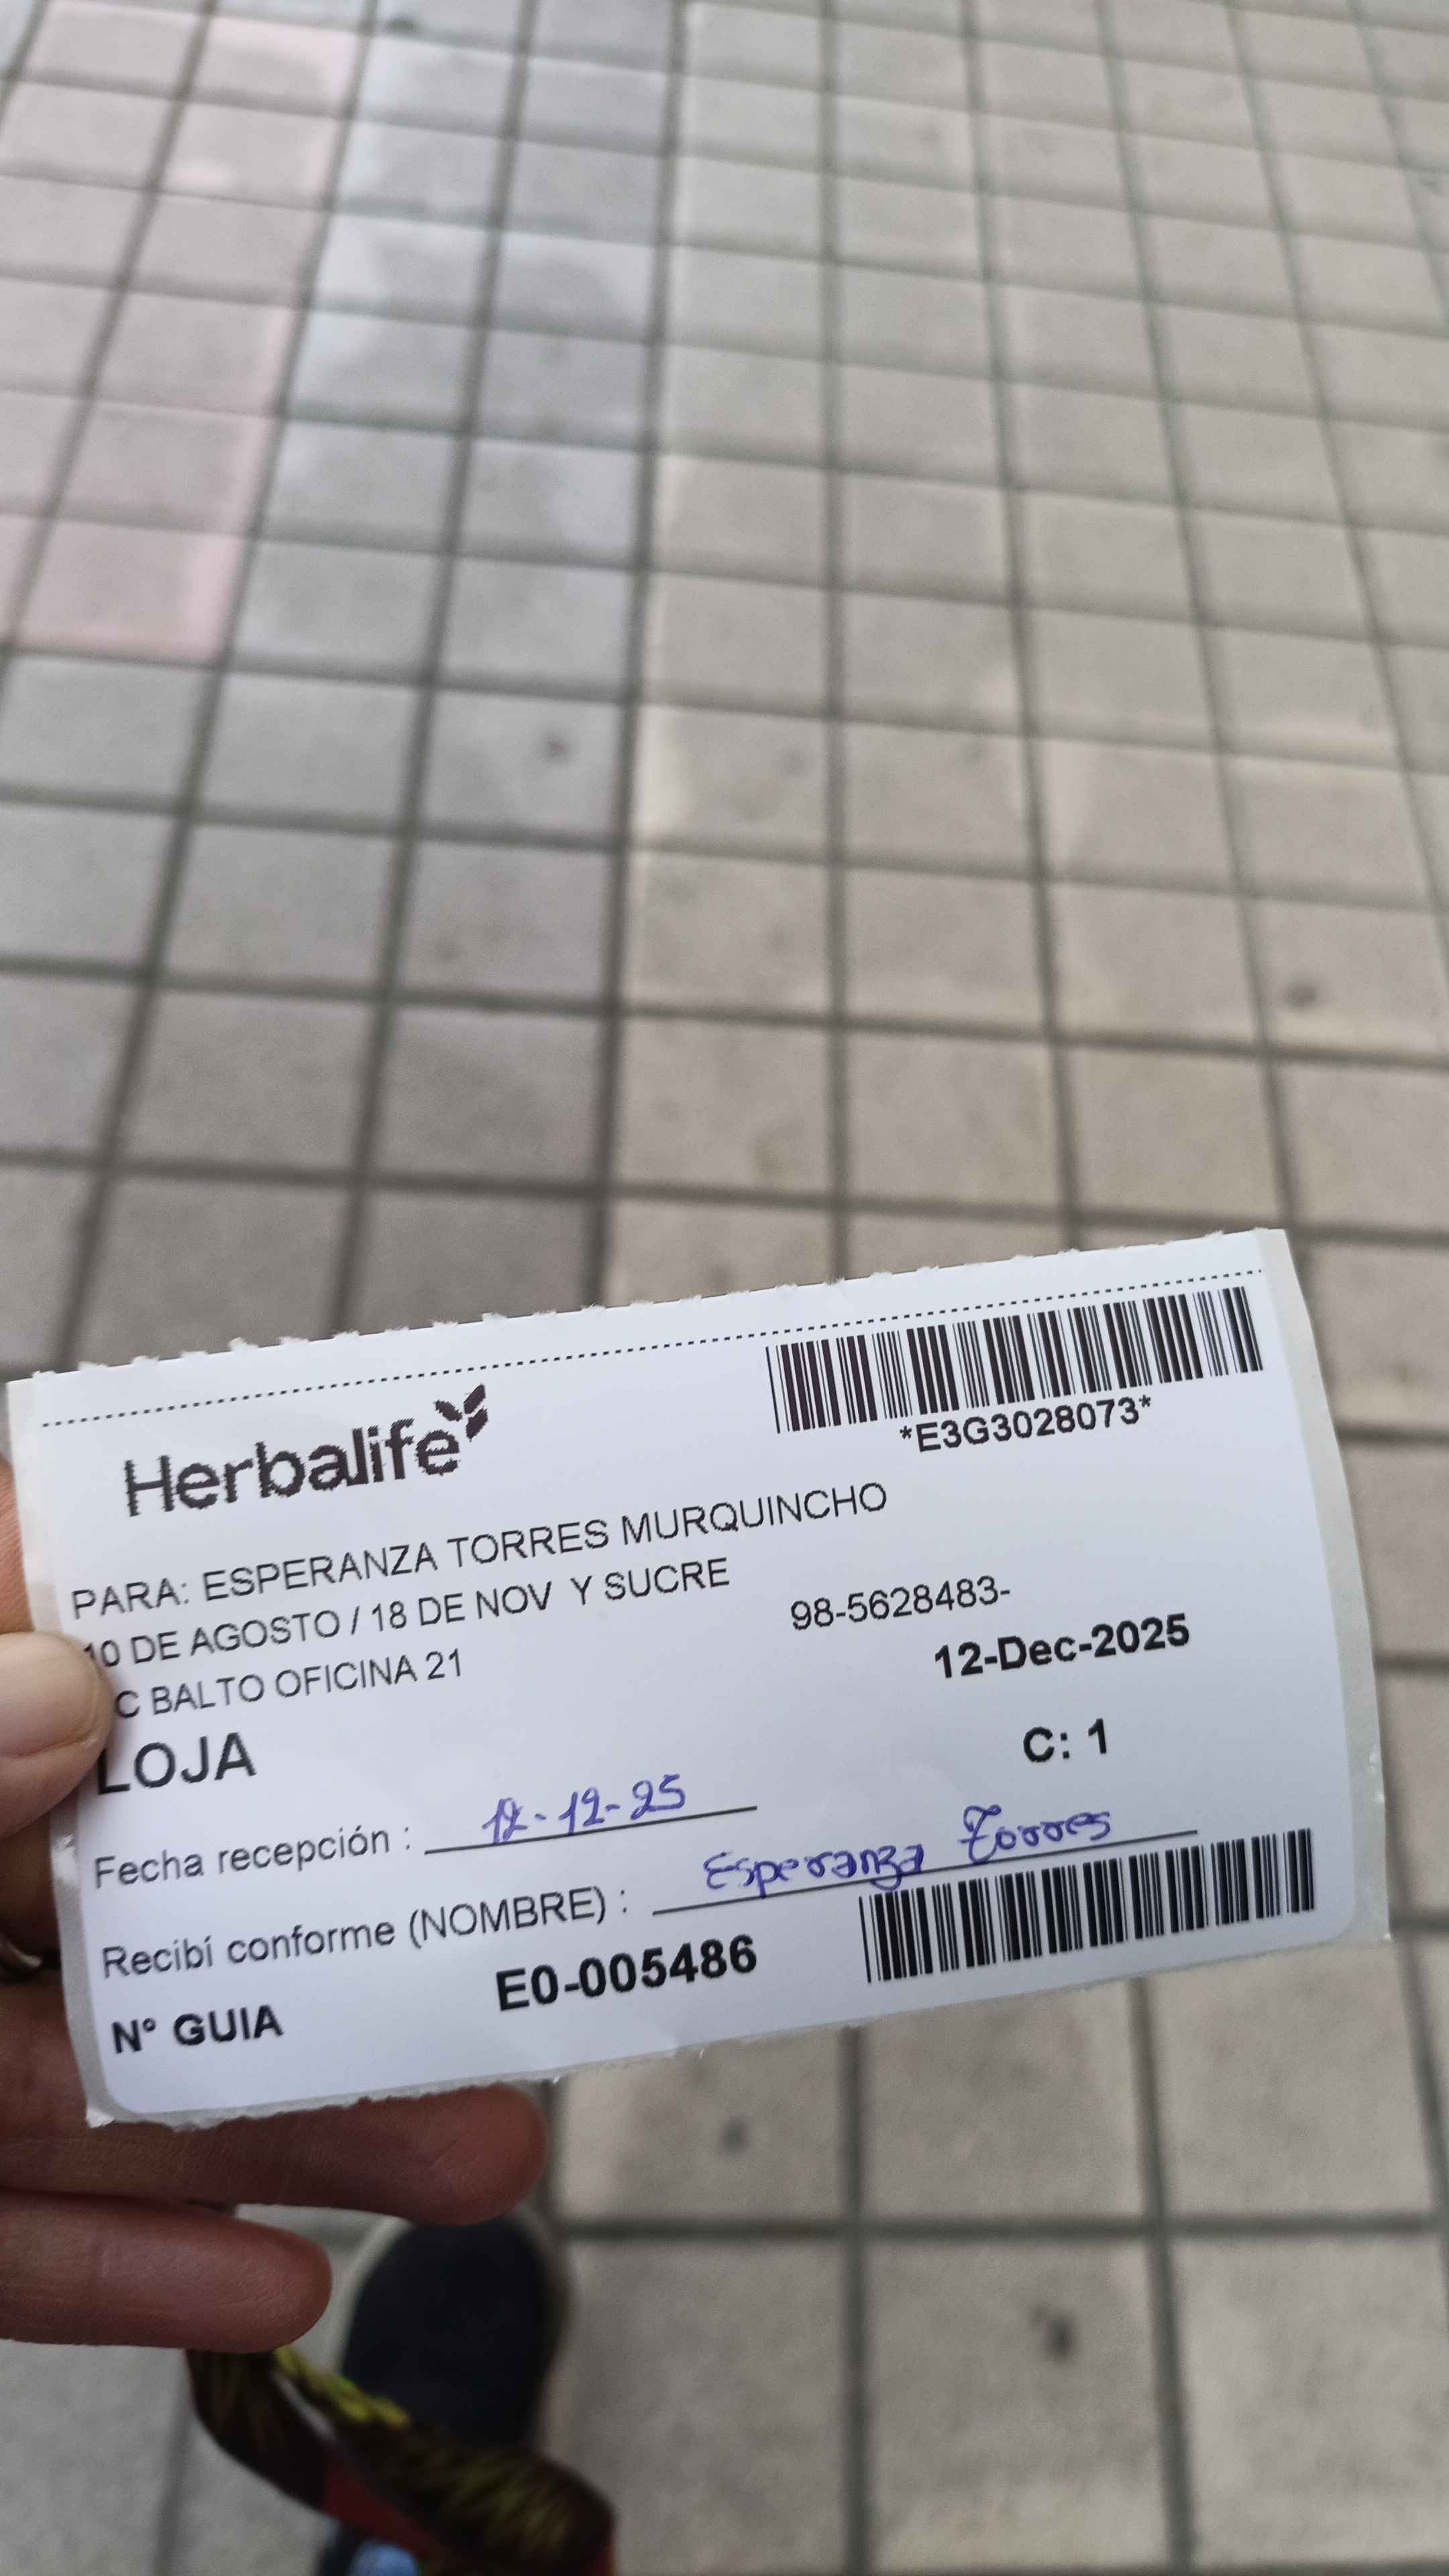 Herbalife
*E3G3028073*
PARA: ESPERANZA TORRES MURQUINCHO
10 DE AGOSTO / 18 DE NOV Y SUCRE
98-5628483-
C BALTO OFICINA 21
12-Dec-2025
LOJA
C: 1
Fecha recepción : 12-12-25
Recibí conforme (NOMBRE) : Esperanza Torres
N° GUIA E0-005486